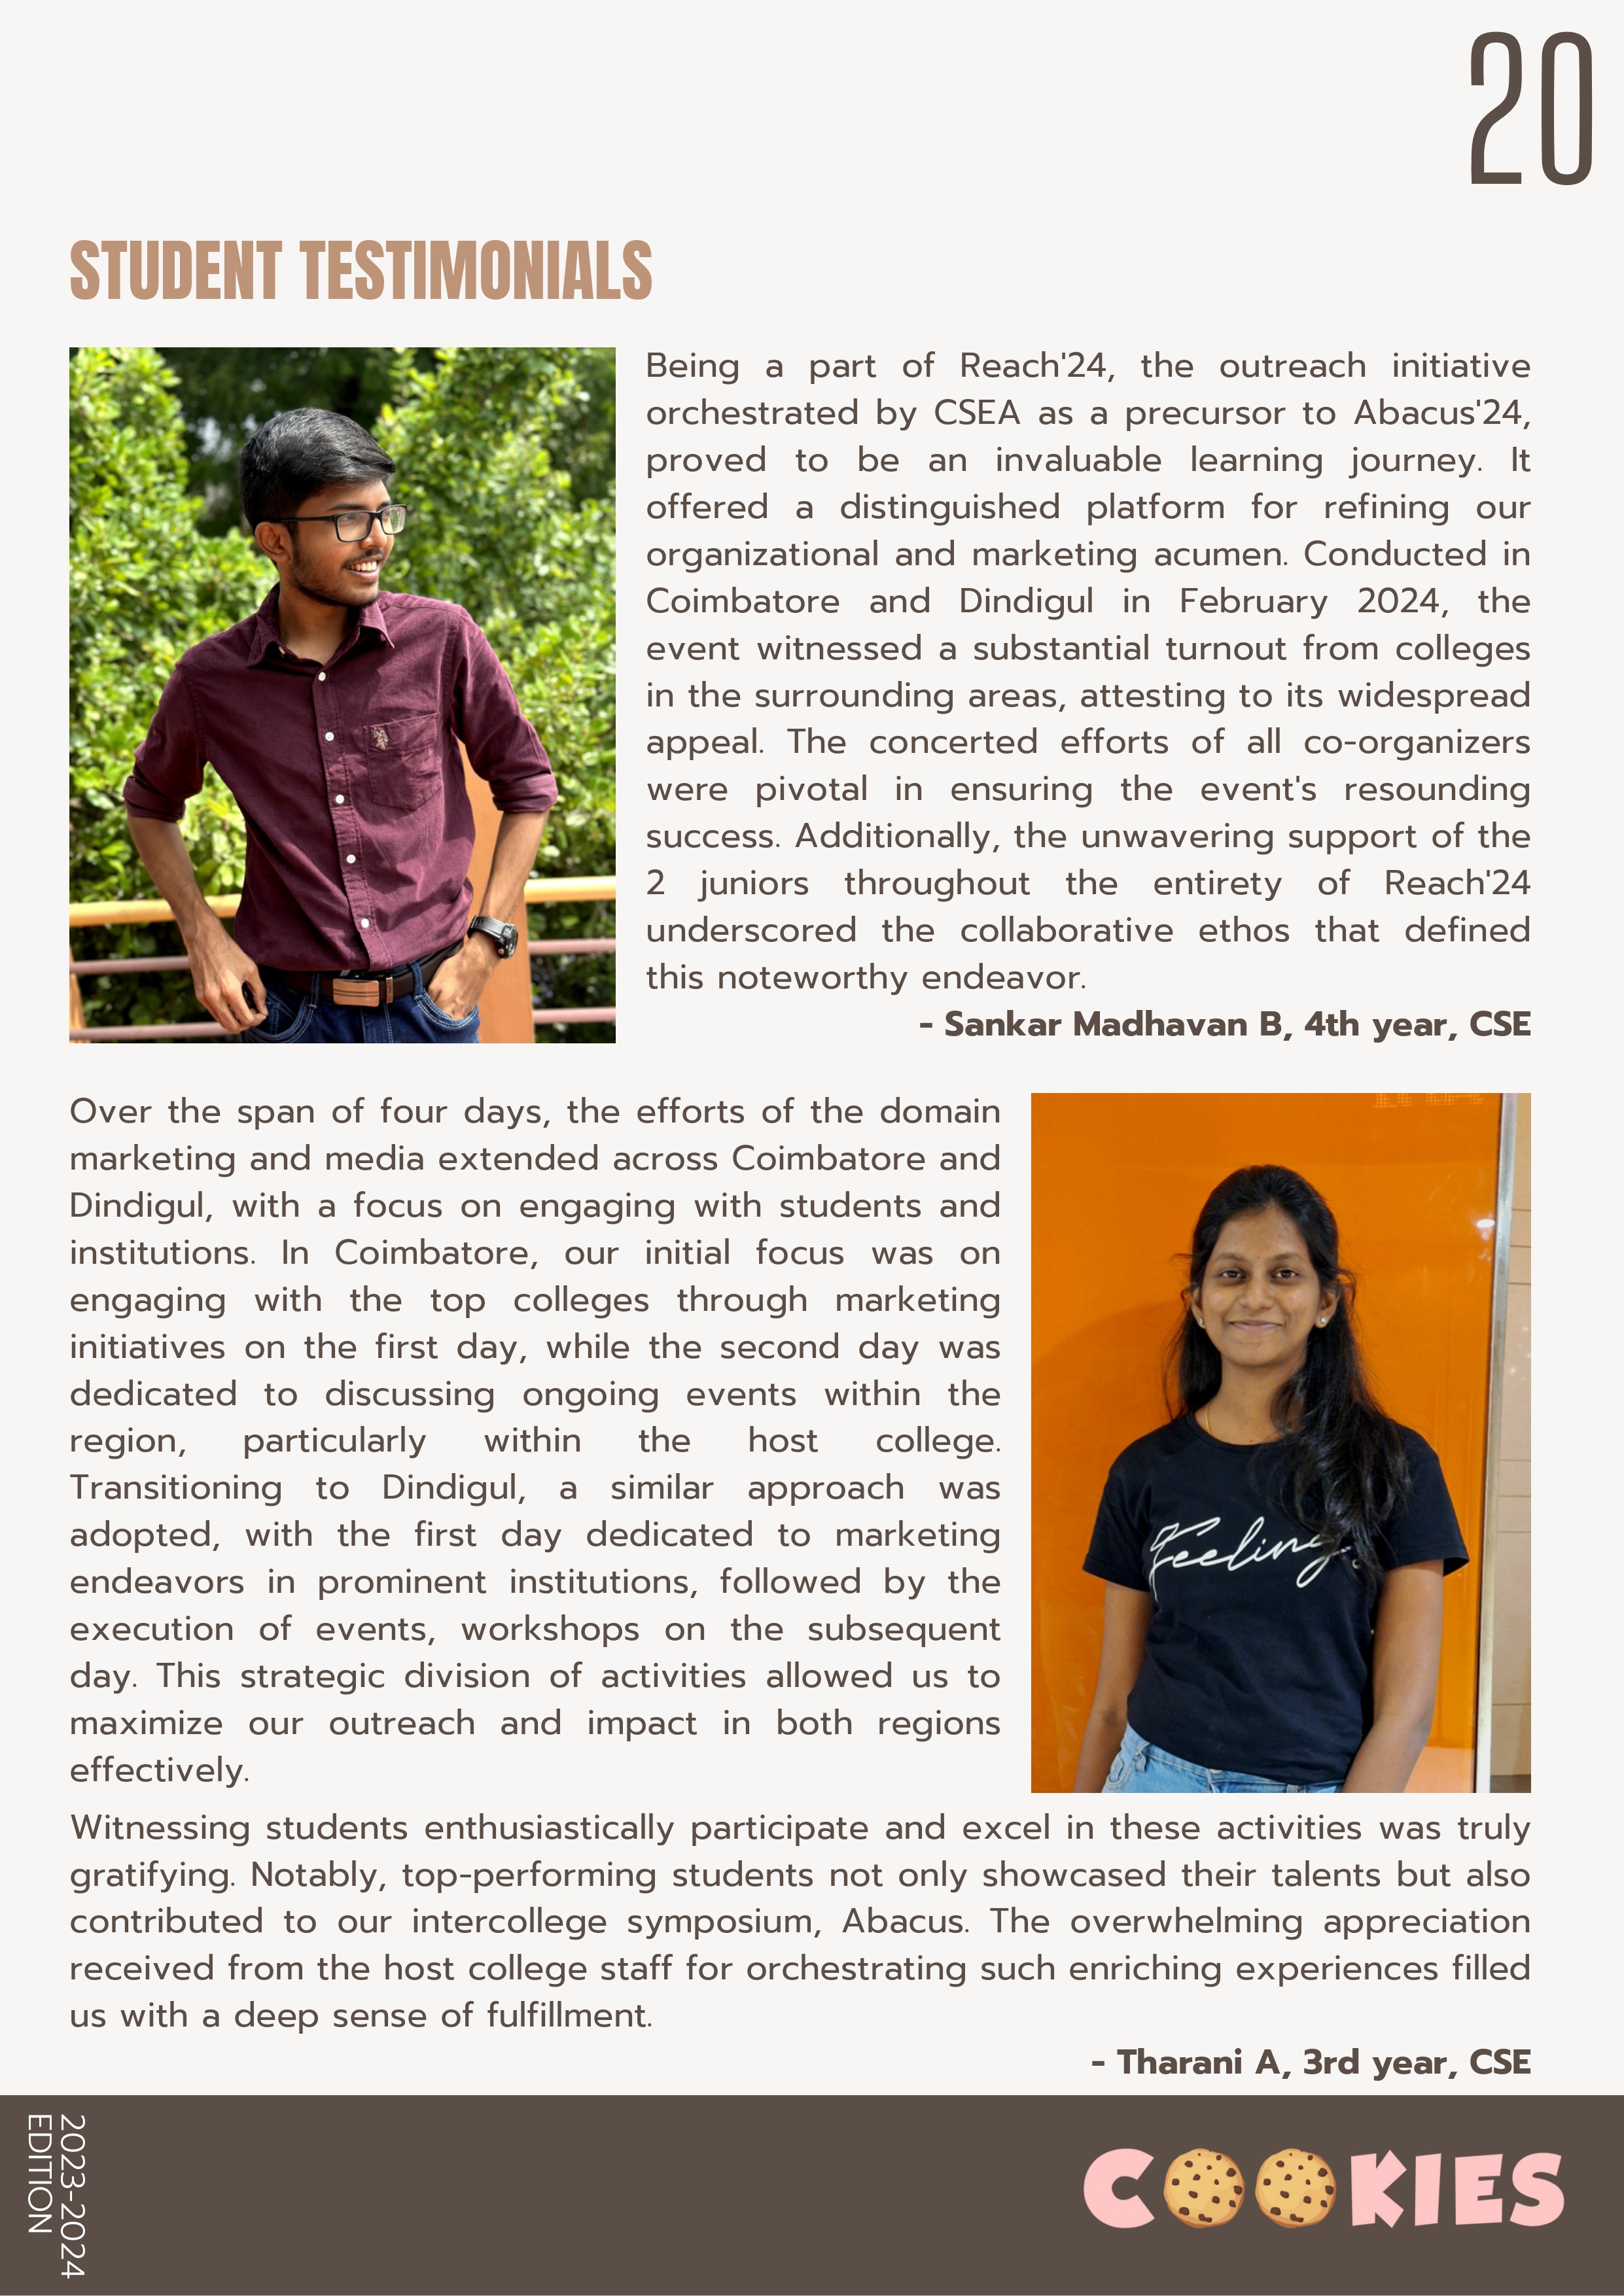 20
STUDENT TESTIMONIALS
Being a part of Reach'24, the outreach initiative
orchestrated by CSEA as a precursor to Abacus'24,
proved to be an invaluable learning journey. It
offered a distinguished platform for refining our
organizational and marketing acumen. Conducted in
Coimbatore and Dindigul in February 2024, the
event witnessed a substantial turnout from colleges
in the surrounding areas, attesting to its widespread
appeal. The concerted efforts of all co-organizers
were pivotal in ensuring the event's resounding
success. Additionally, the unwavering support of the
2 juniors throughout the entirety of Reach'24
underscored the collaborative ethos that defined
this noteworthy endeavor.
- Sankar Madhavan B, 4th year, CSE
Over the span of four days, the efforts of the domain
marketing and media extended across Coimbatore and
Dindigul, with a focus on engaging with students and
institutions. In Coimbatore, our initial focus was on
engaging with the top colleges through marketing
initiatives on the first day, while the second day was
dedicated to discussing ongoing events within the
region, particularly within the host college.
Transitioning to Dindigul, a similar approach was
adopted, with the first day dedicated to marketing
endeavors in prominent institutions, followed by the
execution of events, workshops on the subsequent
day. This strategic division of activities allowed us to
maximize our outreach and impact in both regions
effectively.
Feeling
Witnessing students enthusiastically participate and excel in these activities was truly
gratifying. Notably, top-performing students not only showcased their talents but also
contributed to our intercollege symposium, Abacus. The overwhelming appreciation
received from the host college staff for orchestrating such enriching experiences filled
us with a deep sense of fulfillment.
- Tharani A, 3rd year, CSE
2023-2024
EDITION
COOKIES